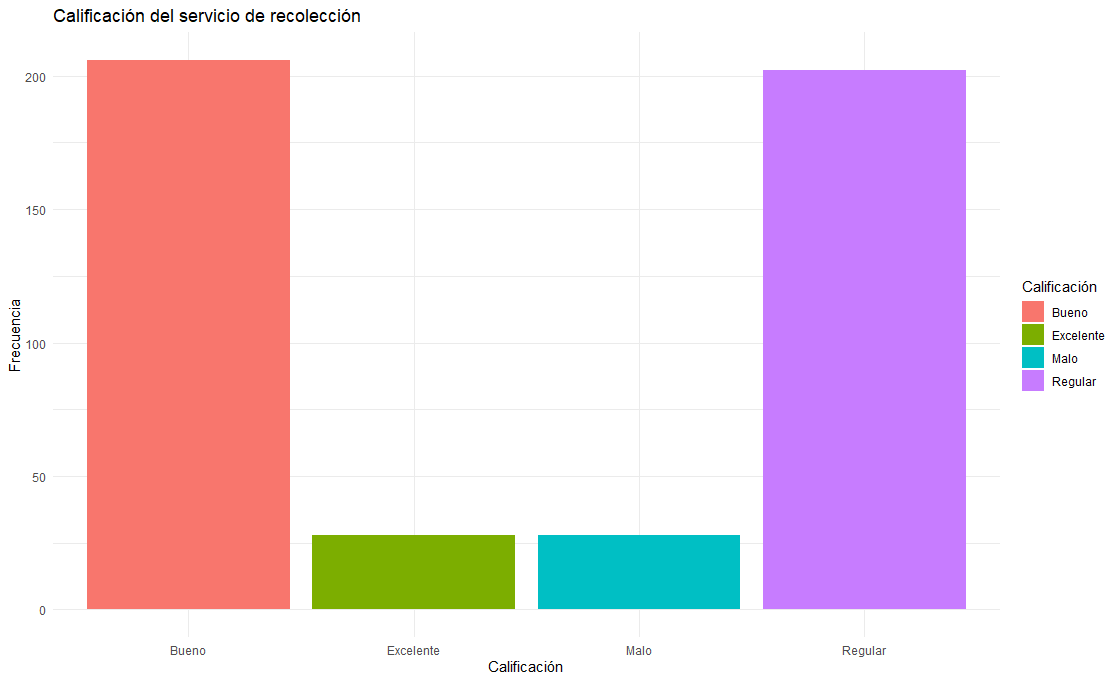 Calificación del servicio de recolección
Frecuencia
200
150
100
50
0
Bueno
Excelente
Malo
Regular
Calificación
Calificación
Bueno
Excelente
Malo
Regular